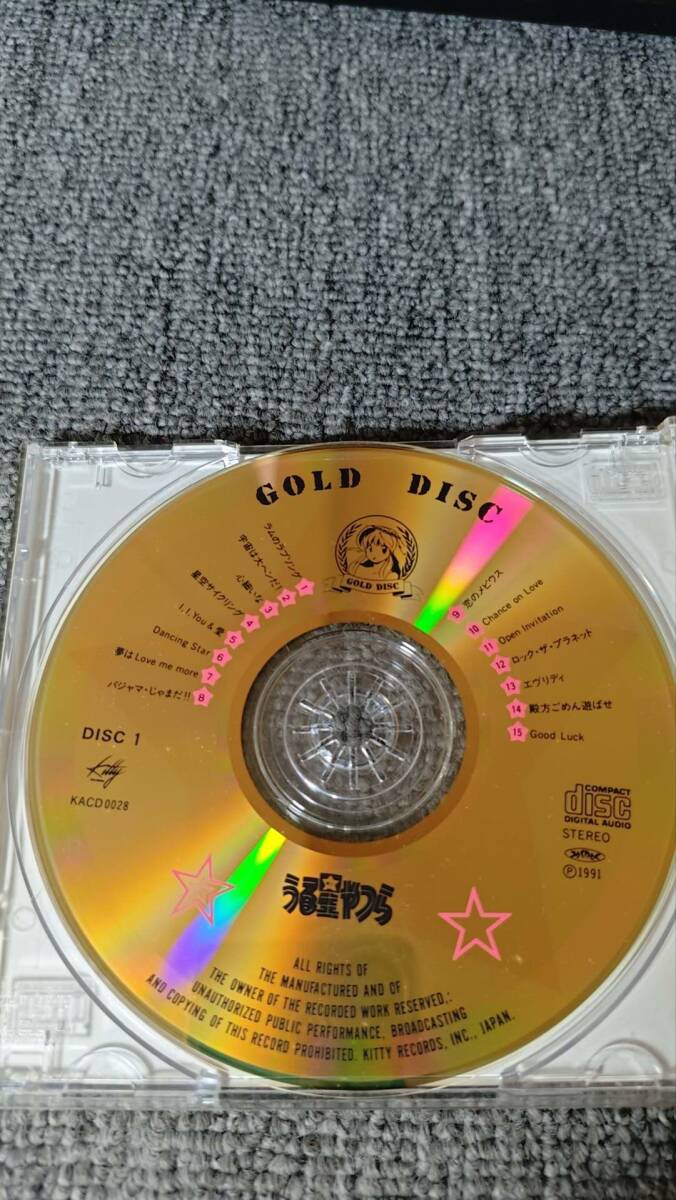 GOLD DISC
GOLD DISC
1 ラムのラブソング
2 宇宙は大ヘンだ!
3 心細いな
4 星空サイクリング
5 I, I, You & 愛
6 Dancing Star
7 夢はLove me more
8 パジャマ・じゃまだ!!
9 恋のメビウス
10 Chance on Love
11 Open Invitation
12 ロック・ザ・プラネット
13 エヴリデイ
14 殿方ごめん遊ばせ
15 Good Luck
DISC 1
Kitty
KACD0028
COMPACT
disc
DIGITAL AUDIO
STEREO
Ⓟ1991
うる星やつら
ALL RIGHTS OF
THE MANUFACTURED AND OF
THE OWNER OF THE RECORDED WORK RESERVED,:
UNAUTHORIZED PUBLIC PERFORMANCE, BROADCASTING
AND COPYING OF THIS RECORD PROHIBITED. KITTY RECORDS, INC., JAPAN.